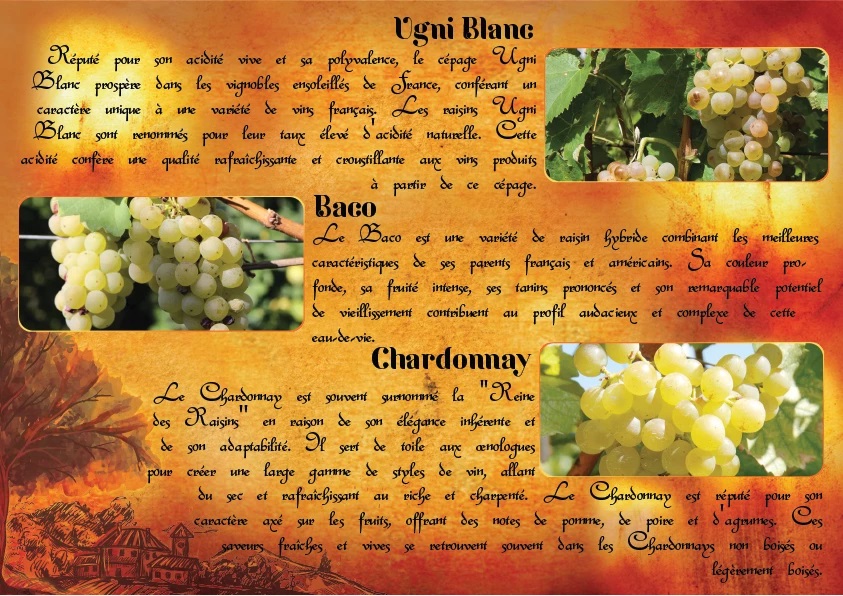 Ugni Blanc
Réputé pour son acidité vive et sa polyvalence, le cépage Ugni
Blanc prospère dans les vignobles ensoleillés de France, conférant un
caractère unique à une variété de vins français. Les raisins Ugni
Blanc sont renommés pour leur taux élevé d'acidité naturelle. Cette
acidité confère une qualité rafraîchissante et croustillante aux vins produits
à partir de ce cépage.
Baco
Le Baco est une variété de raisin hybride combinant les meilleures
caractéristiques de ses parents français et américains. Sa couleur pro-
fonde, sa fruité intense, ses tanins prononcés et son remarquable potentiel
de vieillissement contribuent au profil audacieux et complexe de cette
eau-de-vie.
Chardonnay
Le Chardonnay est souvent surnommé la "Reine
des Raisins" en raison de son élégance inhérente et
de son adaptabilité. Il sert de toile aux œnologues
pour créer une large gamme de styles de vin, allant
du sec et rafraîchissant au riche et charpenté. Le Chardonnay est réputé pour son
caractère axé sur les fruits, offrant des notes de pomme, de poire et d'agrumes. Ces
saveurs fraîches et vives se retrouvent souvent dans les Chardonnays non boisés ou
légèrement boisés.